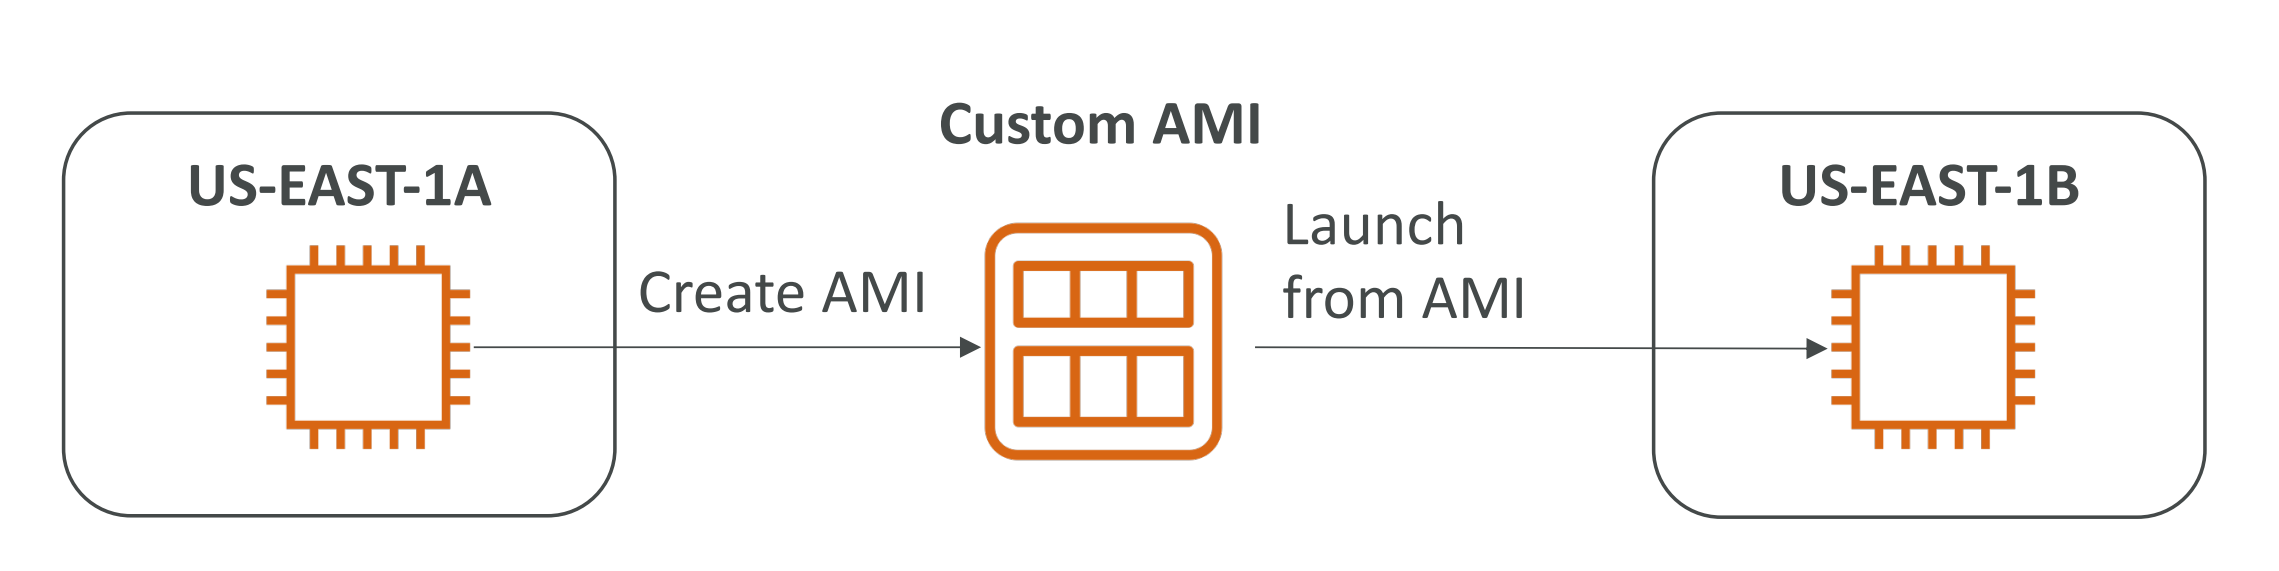 US-EAST-1A
Create AMI
Custom AMI
Launch
from AMI
US-EAST-1B